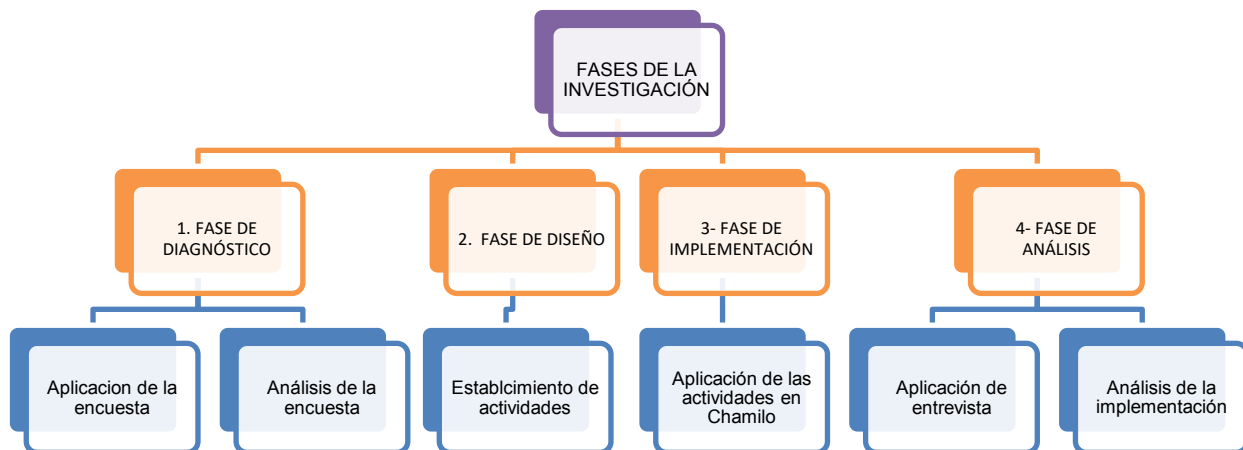 FASES DE LA
INVESTIGACIÓN
1. FASE DE
DIAGNÓSTICO
2. FASE DE DISEÑO
3- FASE DE
IMPLEMENTACIÓN
4- FASE DE
ANÁLISIS
Aplicacion de la
encuesta
Análisis de la
encuesta
Establcimiento de
actividades
Aplicación de las
actividades en
Chamilo
Aplicación de
entrevista
Análisis de la
implementación